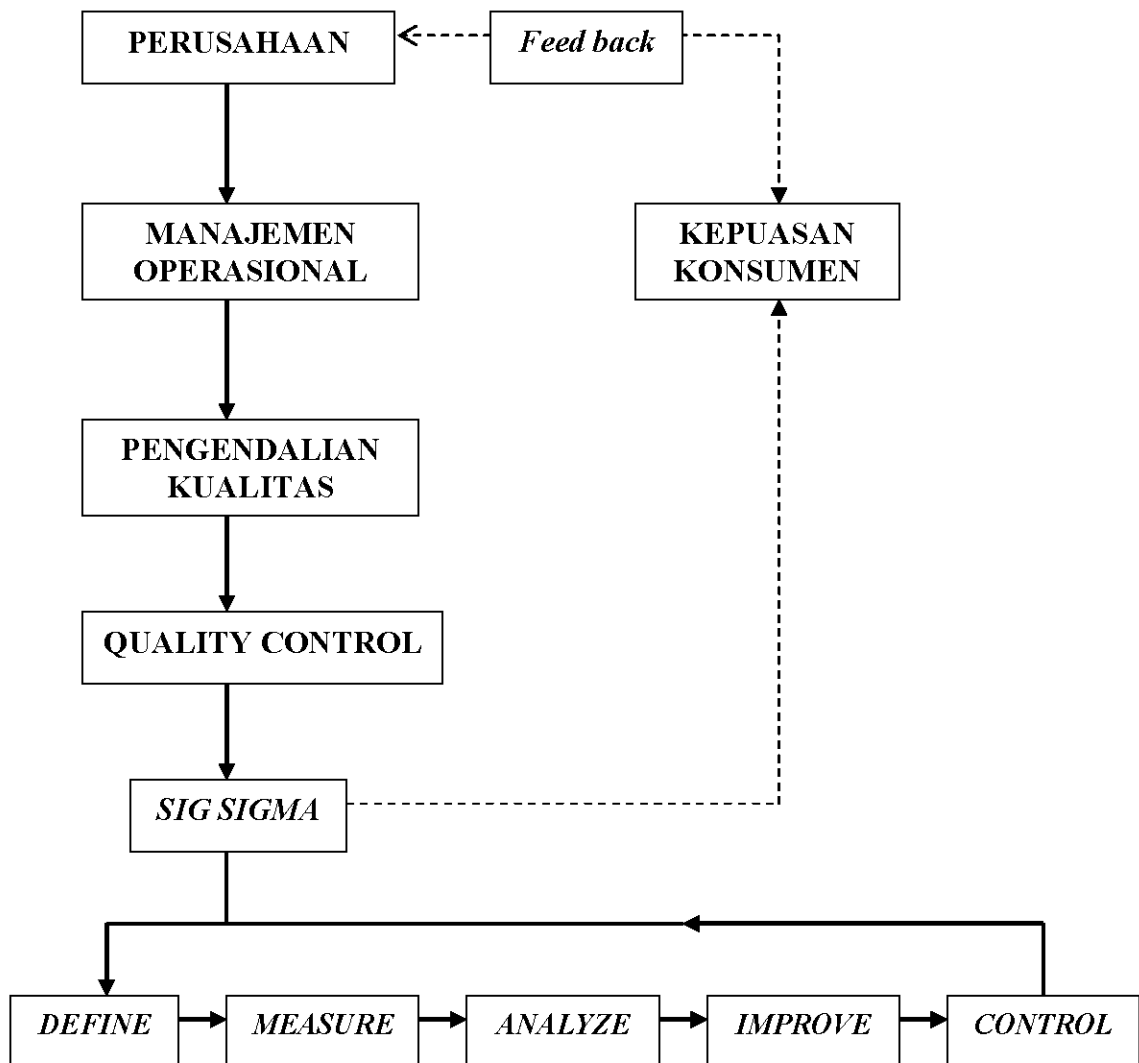 PERUSAHAAN
Feed back
MANAJEMEN
OPERASIONAL
KEPUASAN
KONSUMEN
PENGENDALIAN
KUALITAS
QUALITY CONTROL
SIG SIGMA
DEFINE
MEASURE
ANALYZE
IMPROVE
CONTROL